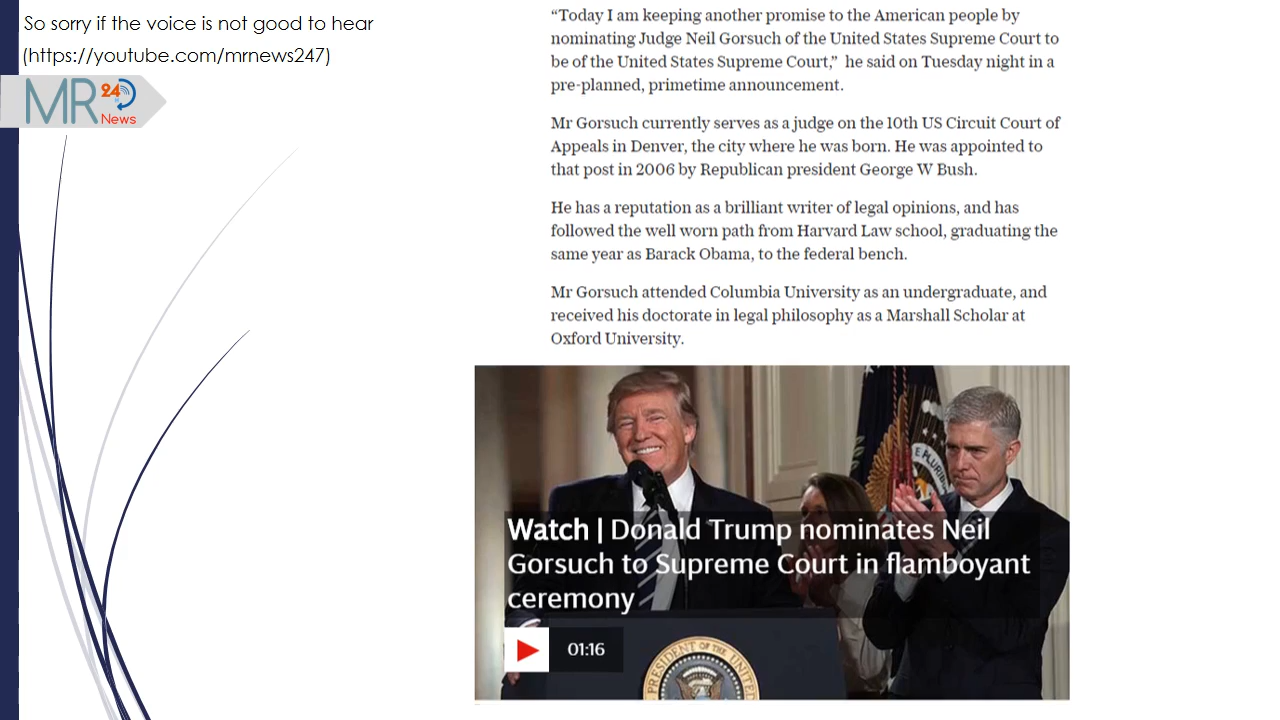 So sorry if the voice is not good to hear
(https://youtube.com/mrnews247)
MR
24
News
“Today I am keeping another promise to the American people by
nominating Judge Neil Gorsuch of the United States Supreme Court to
be of the United States Supreme Court,” he said on Tuesday night in a
pre-planned, primetime announcement.
Mr Gorsuch currently serves as a judge on the 10th US Circuit Court of
Appeals in Denver, the city where he was born. He was appointed to
that post in 2006 by Republican president George W Bush.
He has a reputation as a brilliant writer of legal opinions, and has
followed the well worn path from Harvard Law school, graduating the
same year as Barack Obama, to the federal bench.
Mr Gorsuch attended Columbia University as an undergraduate, and
received his doctorate in legal philosophy as a Marshall Scholar at
Oxford University.
E PLURIB
Watch | Donald Trump nominates Neil
Gorsuch to Supreme Court in flamboyant
ceremony
01:16
PRESIDENT OF THE UNITED